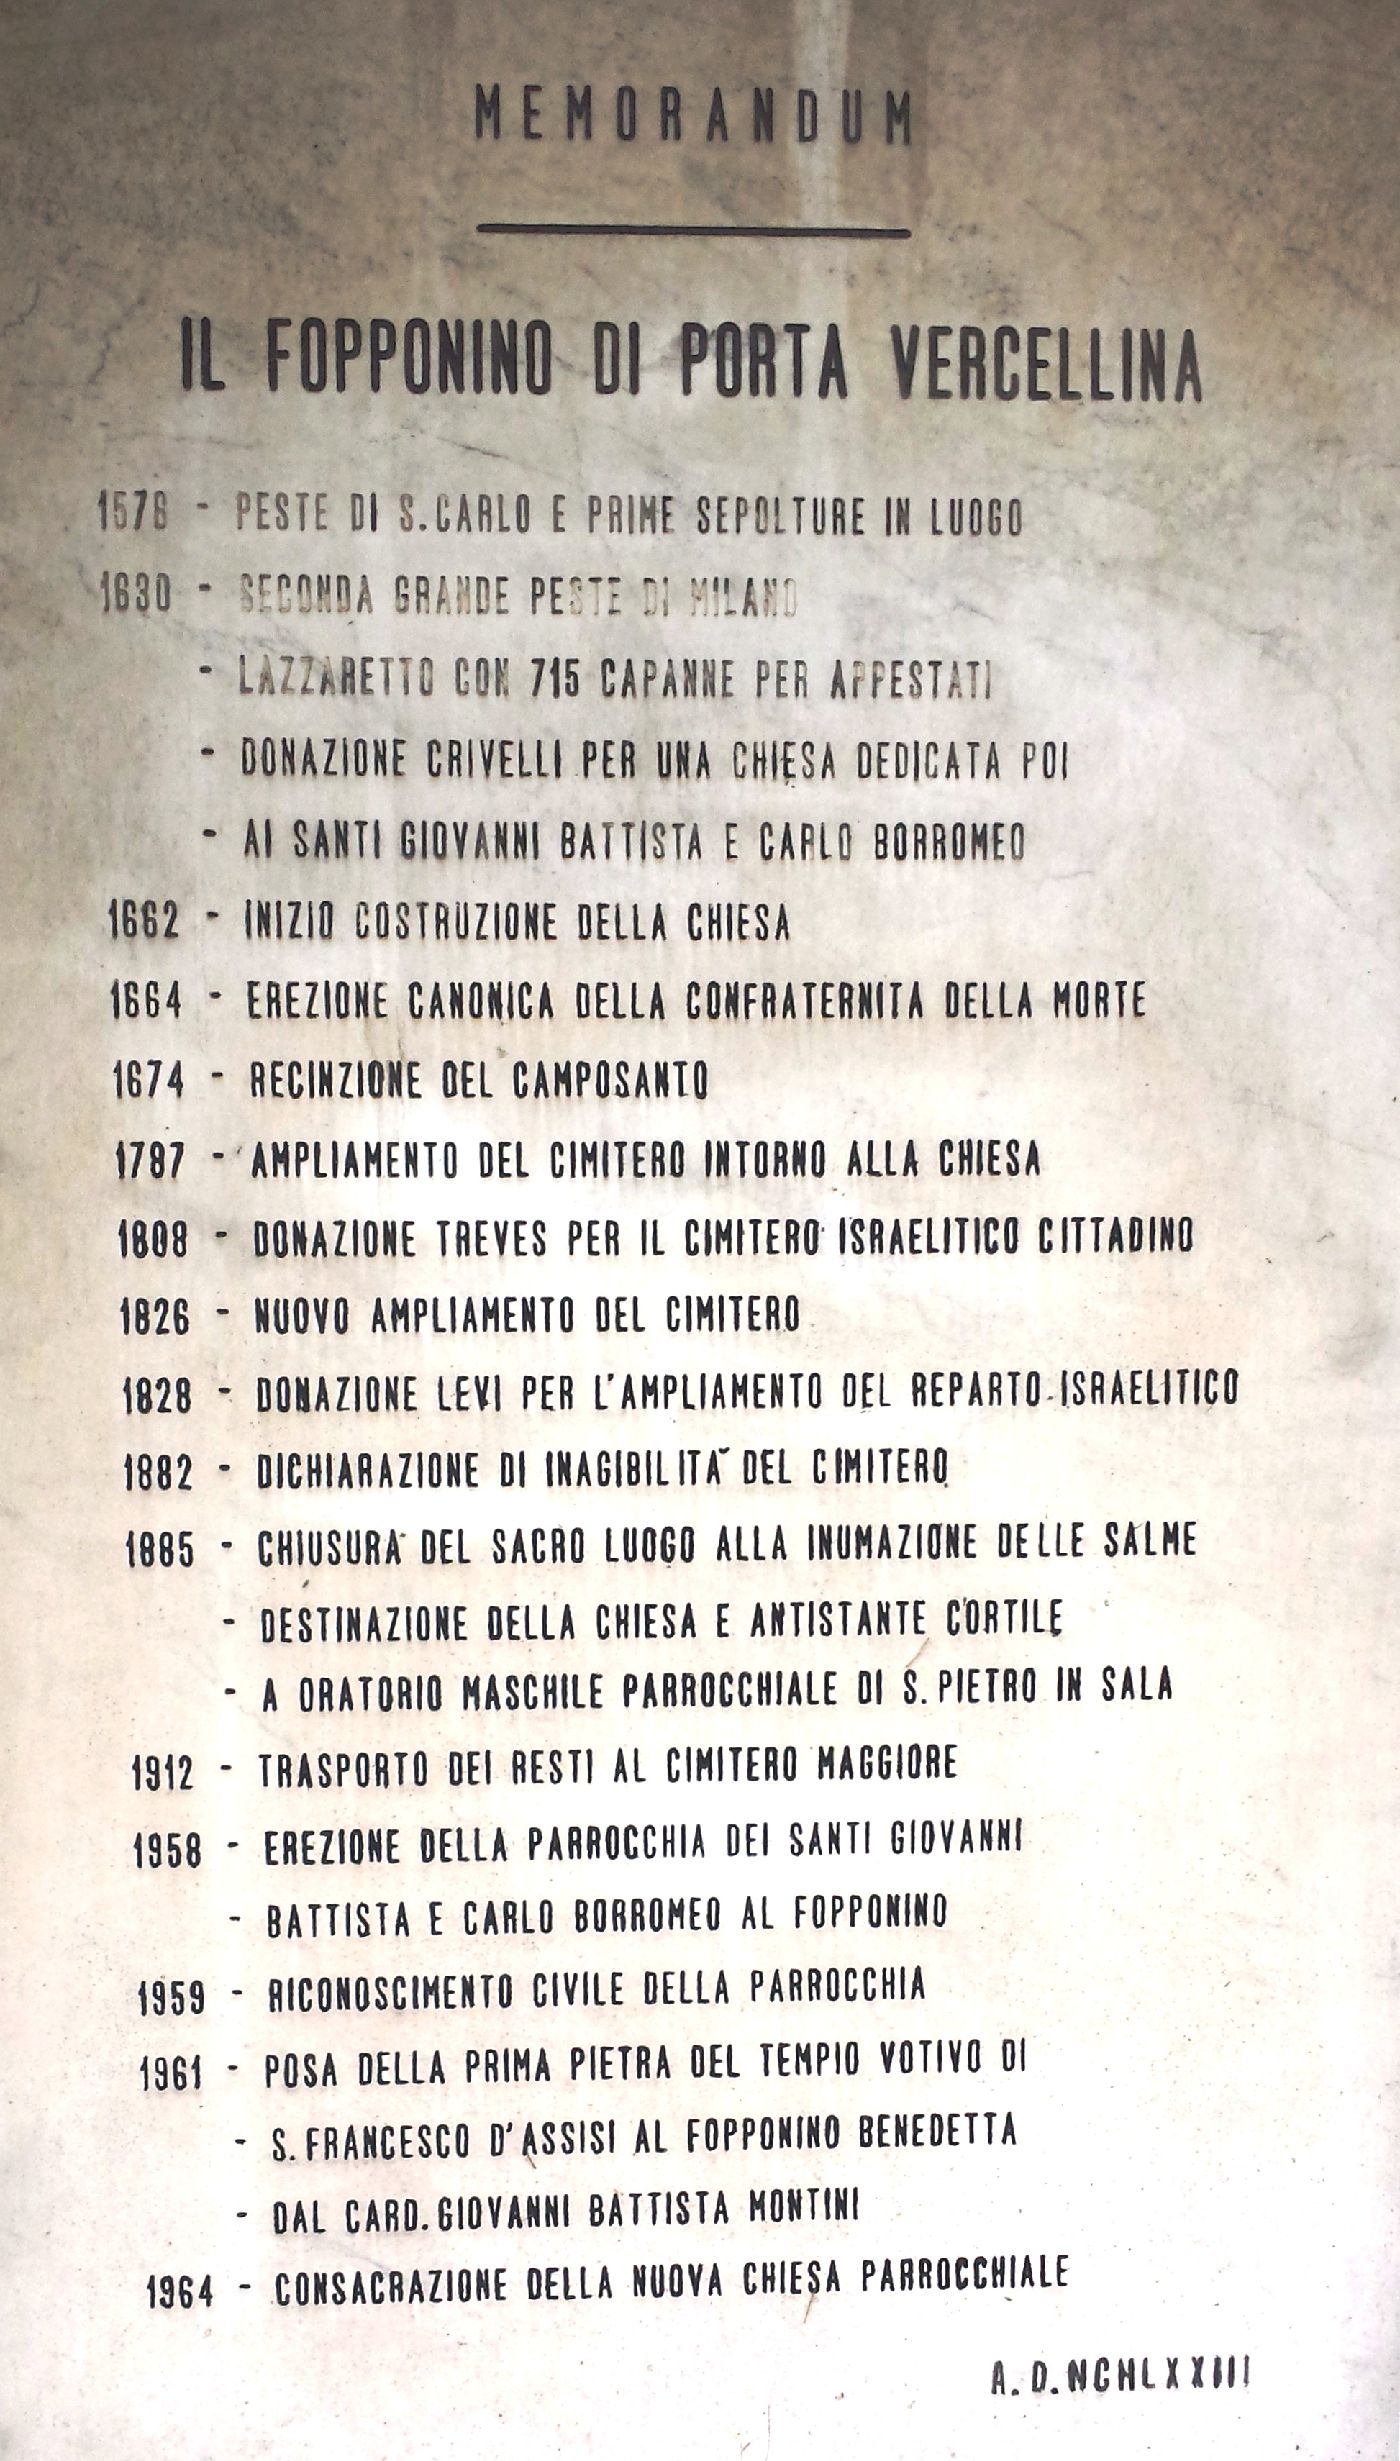 MEMORANDUM
IL FOPPONINO DI PORTA VERCELLINA
1576 - PESTE DI S. CARLO E PRIME SEPOLTURE IN LUOGO
1630 - SECONDA GRANDE PESTE DI MILANO
- LAZZARETTO CON 715 CAPANNE PER APPESTATI
- DONAZIONE CRIVELLI PER UNA CHIESA DEDICATA POI
- AI SANTI GIOVANNI BATTISTA E CARLO BORROMEO
1662 - INIZIO COSTRUZIONE DELLA CHIESA
1664 - EREZIONE CANONICA DELLA CONFRATERNITA DELLA MORTE
1674 - RECINZIONE DEL CAMPOSANTO
1787 - AMPLIAMENTO DEL CIMITERO INTORNO ALLA CHIESA
1808 - DONAZIONE TREVES PER IL CIMITERO ISRAELITICO CITTADINO
1826 - NUOVO AMPLIAMENTO DEL CIMITERO
1828 - DONAZIONE LEVI PER L'AMPLIAMENTO DEL REPARTO ISRAELITICO
1882 - DICHIARAZIONE DI INAGIBILITA' DEL CIMITERO
1885 - CHIUSURA DEL SACRO LUOGO ALLA INUMAZIONE DELLE SALME
- DESTINAZIONE DELLA CHIESA E ANTISTANTE CORTILE
- A ORATORIO MASCHILE PARROCCHIALE DI S. PIETRO IN SALA
1912 - TRASPORTO DEI RESTI AL CIMITERO MAGGIORE
1958 - EREZIONE DELLA PARROCCHIA DEI SANTI GIOVANNI
- BATTISTA E CARLO BORROMEO AL FOPPONINO
1959 - RICONOSCIMENTO CIVILE DELLA PARROCCHIA
1961 - POSA DELLA PRIMA PIETRA DEL TEMPIO VOTIVO DI
- S. FRANCESCO D'ASSISI AL FOPPONINO BENEDETTA
- DAL CARD. GIOVANNI BATTISTA MONTINI
1964 - CONSACRAZIONE DELLA NUOVA CHIESA PARROCCHIALE
A. D. NCHLXXIII